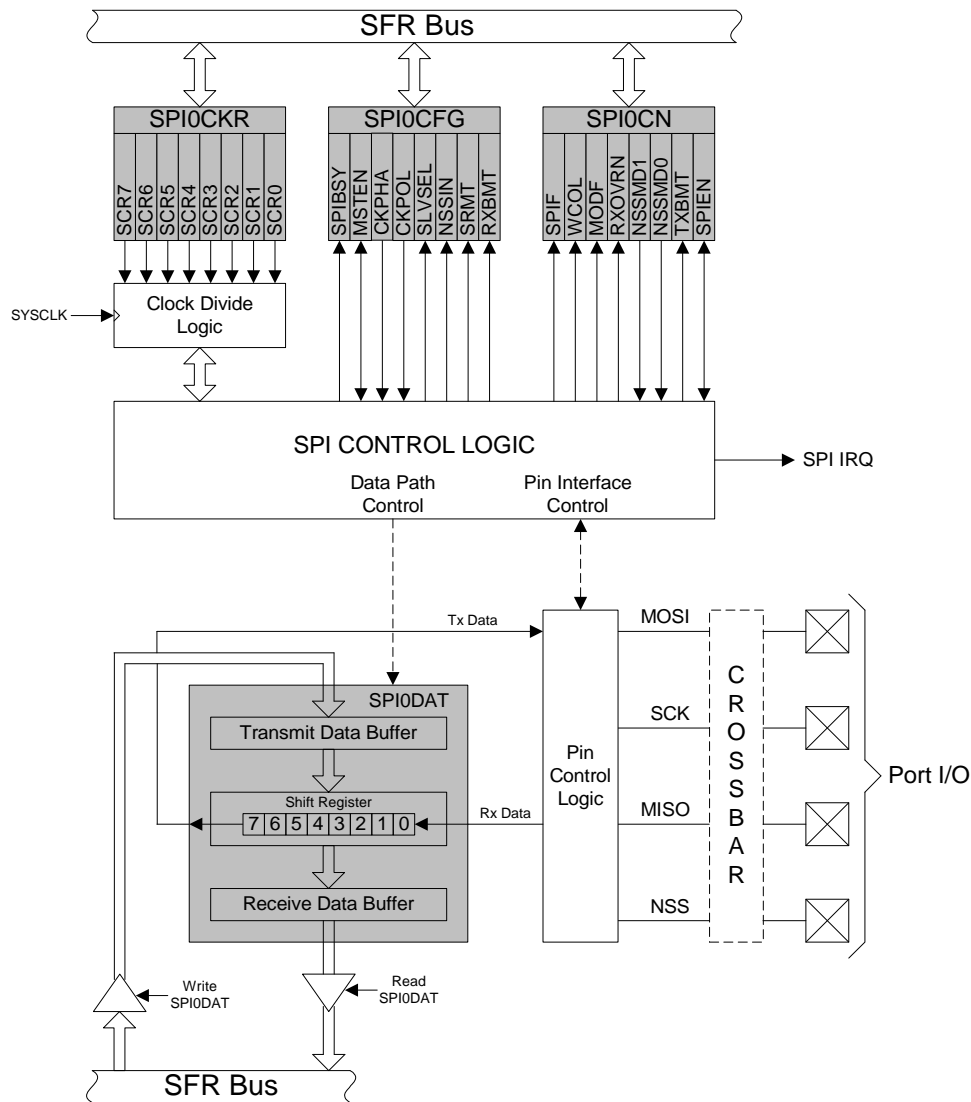 SFR Bus
SPI0CKR
SPI0CFG
SPI0CN
SCR7
SCR6
SCR5
SCR4
SCR3
SCR2
SCR1
SCR0
SPIBSY
MSTEN
CKPHA
CKPOL
SLVSEL
NSSIN
SRMT
RXBMT
SPIF
WCOL
MODF
RXOVRN
NSSMD1
NSSMD0
TXBMT
SPIEN
SYSCLK
Clock Divide
Logic
SPI CONTROL LOGIC
SPI IRQ
Data Path
Control
Pin Interface
Control
Tx Data
MOSI
SPI0DAT
Transmit Data Buffer
SCK
Shift Register
7 6 5 4 3 2 1 0
Rx Data
Pin
Control
Logic
MISO
CROSSBAR
Port I/O
Receive Data Buffer
NSS
Write
SPI0DAT
Read
SPI0DAT
SFR Bus